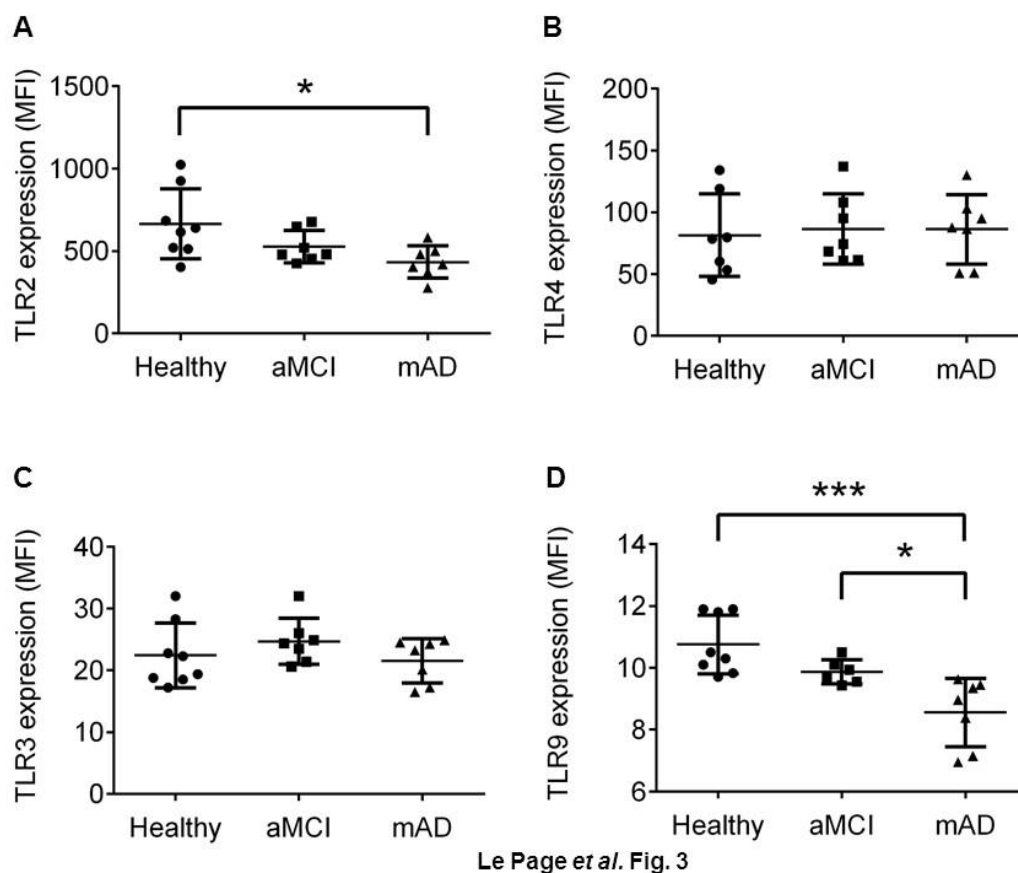 A
TLR2 expression (MFI)
1500
1000
500
0
*
Healthy aMCI mAD
B
TLR4 expression (MFI)
200
150
100
50
0
Healthy aMCI mAD
C
TLR3 expression (MFI)
40
30
20
10
0
Healthy aMCI mAD
D
TLR9 expression (MFI)
14
12
10
8
6
***
*
Healthy aMCI mAD
Le Page et al. Fig. 3